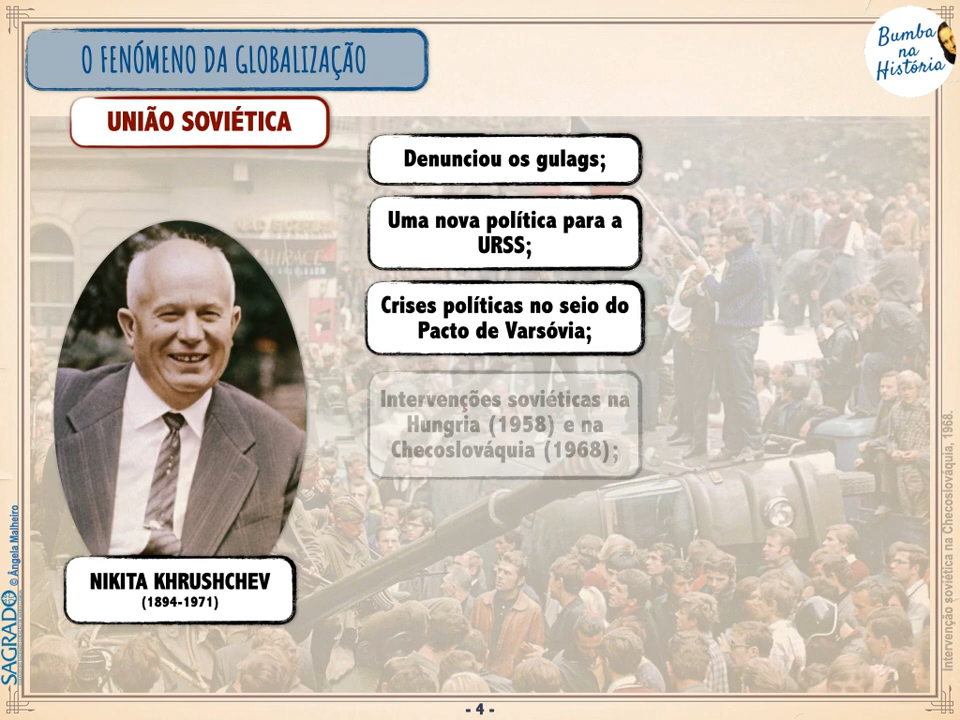 O FENÓMENO DA GLOBALIZAÇÃO
Bumba
na
História
UNIÃO SOVIÉTICA
Denunciou os gulags;
Uma nova política para a
URSS;
Crises políticas no seio do
Pacto de Varsóvia;
Intervenções soviéticas na
Hungria (1958) e na
Checoslováquia (1968);
NIKITA KHRUSHCHEV
(1894-1971)
Intervenção soviética na Checoslováquia, 1968.
SAGRADO
© Ângela Malheiro
- 4 -